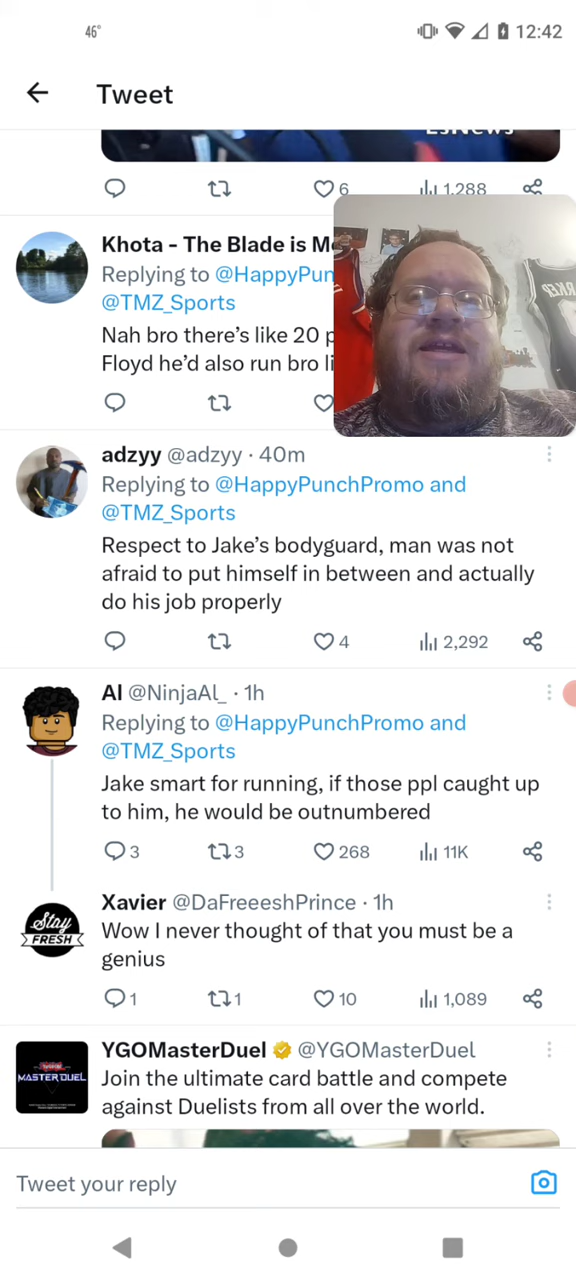 46°
12:42
Tweet
6
1,288
Khota - The Blade is
Replying to @HappyPun
@TMZ_Sports
Nah bro there's like 20
Floyd he'd also run bro
adzyy @adzyy · 40m
Replying to @HappyPunchPromo and
@TMZ_Sports
Respect to Jake's bodyguard, man was not
afraid to put himself in between and actually
do his job properly
4
2,292
Al @NinjaAl_ · 1h
Replying to @HappyPunchPromo and
@TMZ_Sports
Jake smart for running, if those ppl caught up
to him, he would be outnumbered
3
3
268
11K
Stay
FRESH
Xavier @DaFreeeshPrince · 1h
Wow I never thought of that you must be a
genius
1
1
10
1,089
MASTER DUEL
YGOMasterDuel @YGOMasterDuel
Join the ultimate card battle and compete
against Duelists from all over the world.
Tweet your reply